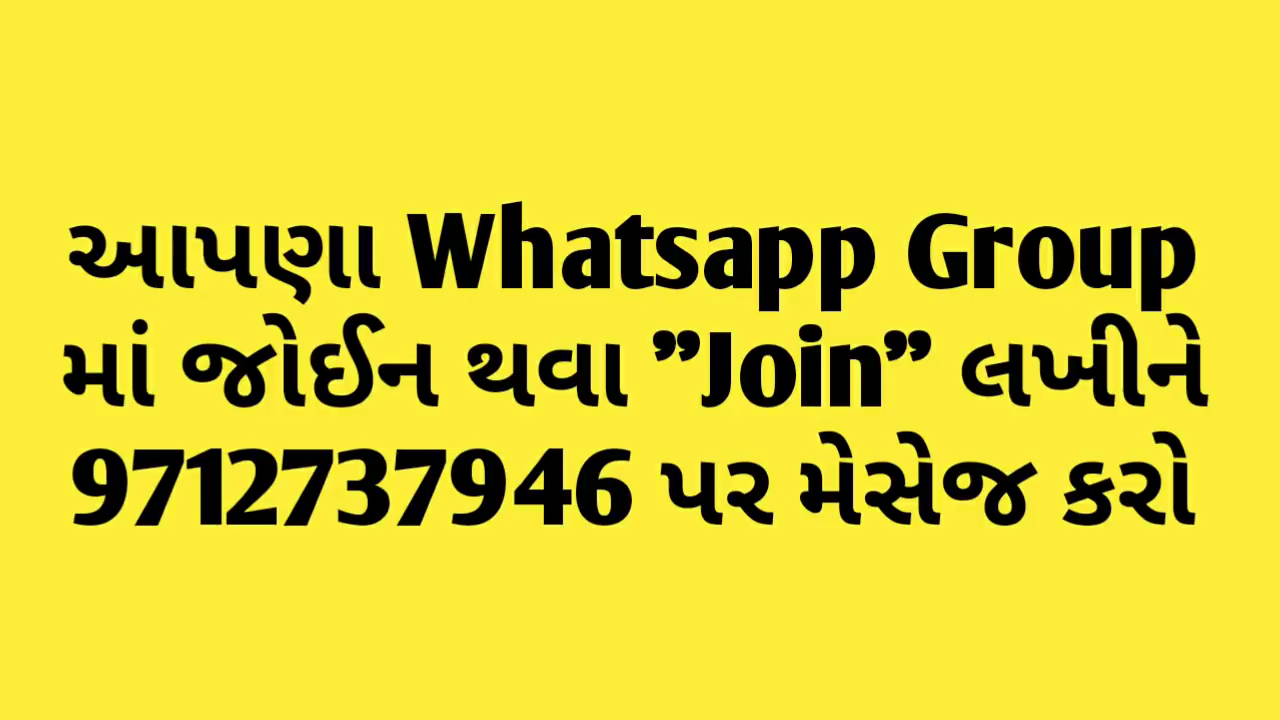 આપણા Whatsapp Group
માં જોઈન થવા ”Join” લખીને
9712737946 પર મેસેજ કરો